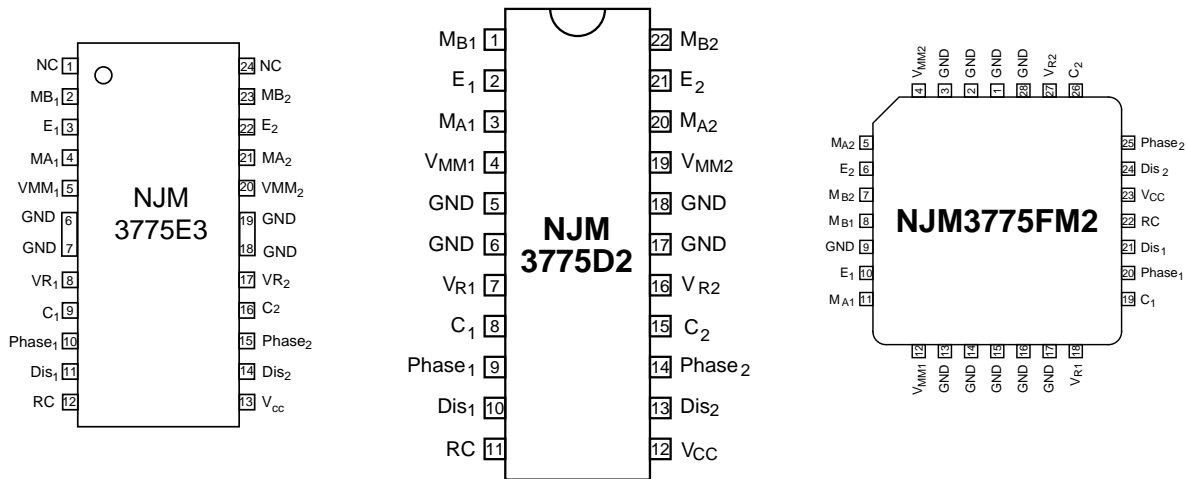 NJM
3775E3
NC 1
MB1 2
E1 3
MA1 4
VMM1 5
GND 6
GND 7
VR1 8
C1 9
Phase1 10
Dis1 11
RC 12
24 NC
23 MB2
22 E2
21 MA2
20 VMM2
19 GND
18 GND
17 VR2
16 C2
15 Phase2
14 Dis2
13 Vcc
NJM
3775D2
MB1 1
E1 2
MA1 3
VMM1 4
GND 5
GND 6
VR1 7
C1 8
Phase1 9
Dis1 10
RC 11
22 MB2
21 E2
20 MA2
19 VMM2
18 GND
17 GND
16 VR2
15 C2
14 Phase2
13 Dis2
12 VCC
NJM3775FM2
VMM2 4
GND 3
GND 2
GND 1
GND 28
VR2 27
C2 26
MA2 5
E2 6
MB2 7
MB1 8
GND 9
E1 10
MA1 11
25 Phase2
24 Dis2
23 VCC
22 RC
21 Dis1
20 Phase1
19 C1
VMM1 12
GND 13
GND 14
GND 15
GND 16
GND 17
VR1 18